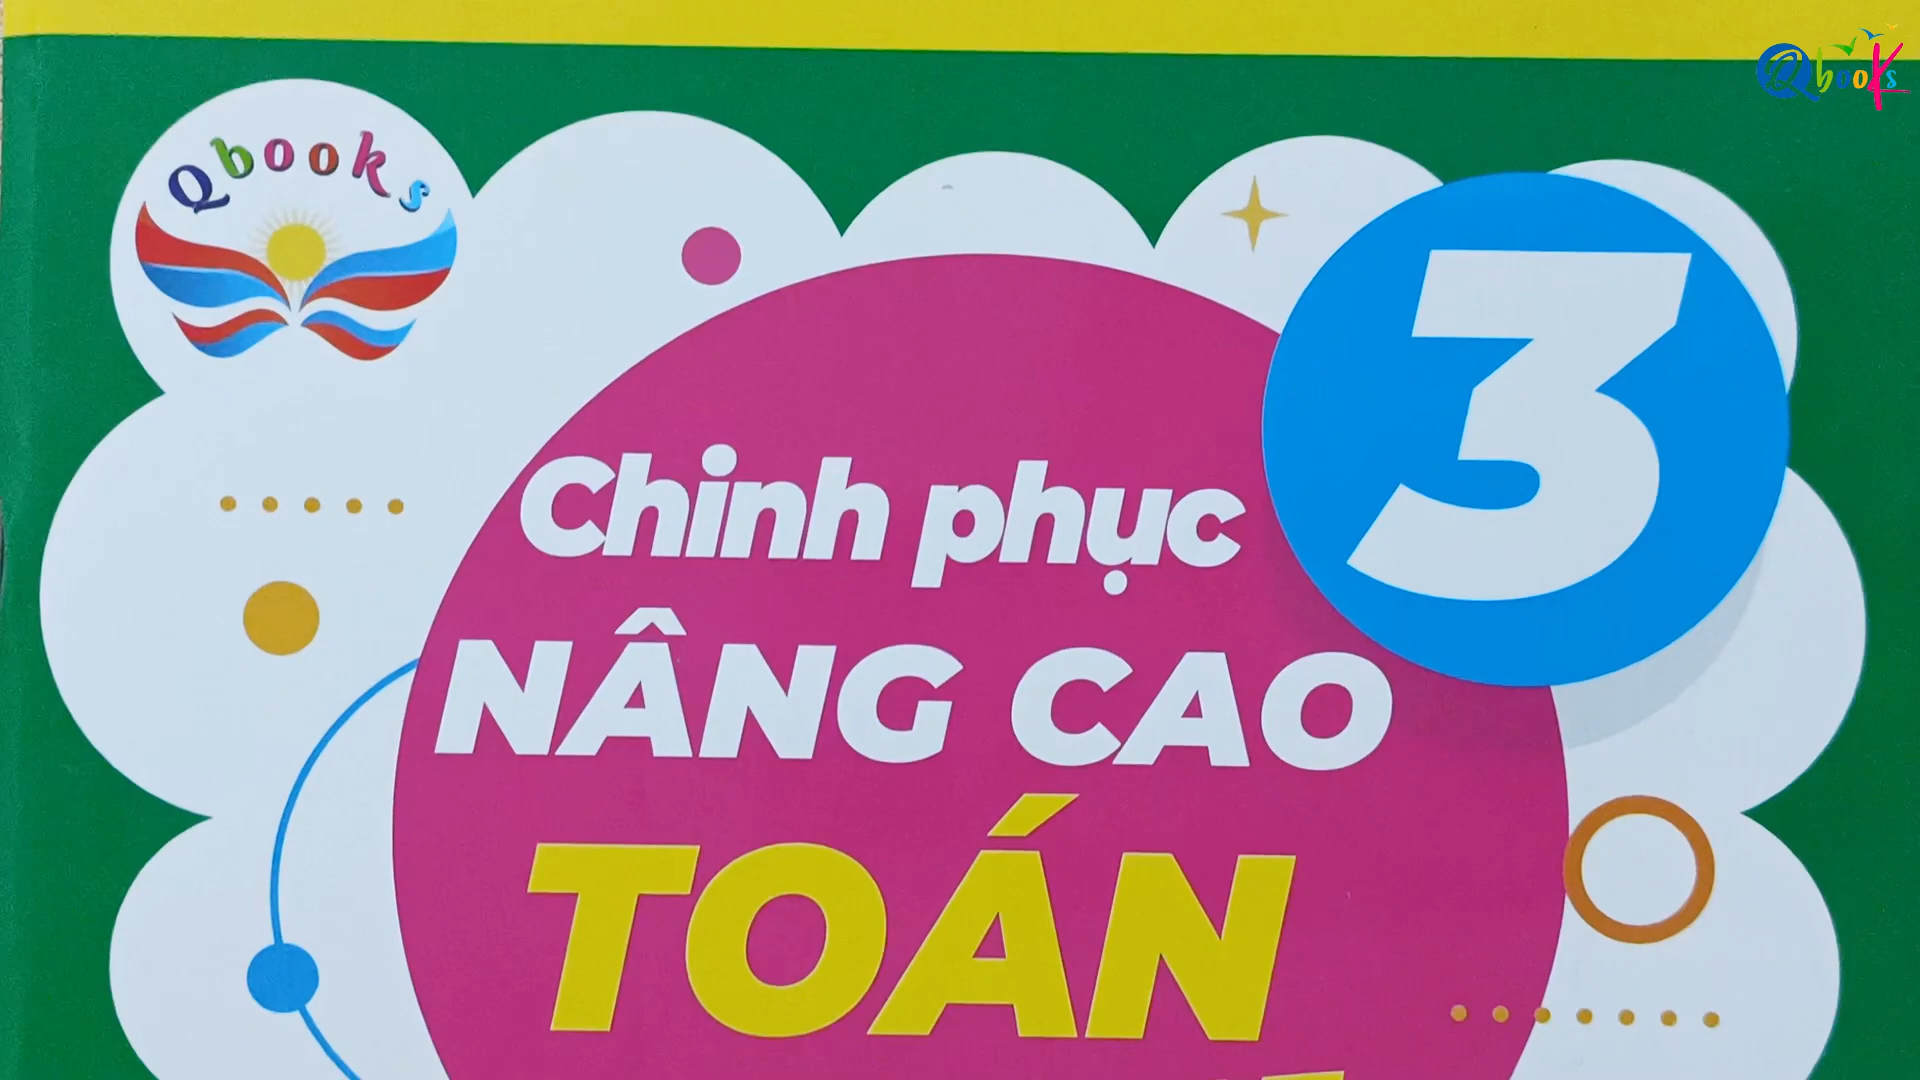 Qbooks
Qbooks
3
Chinh phục
NÂNG CAO
TOÁN